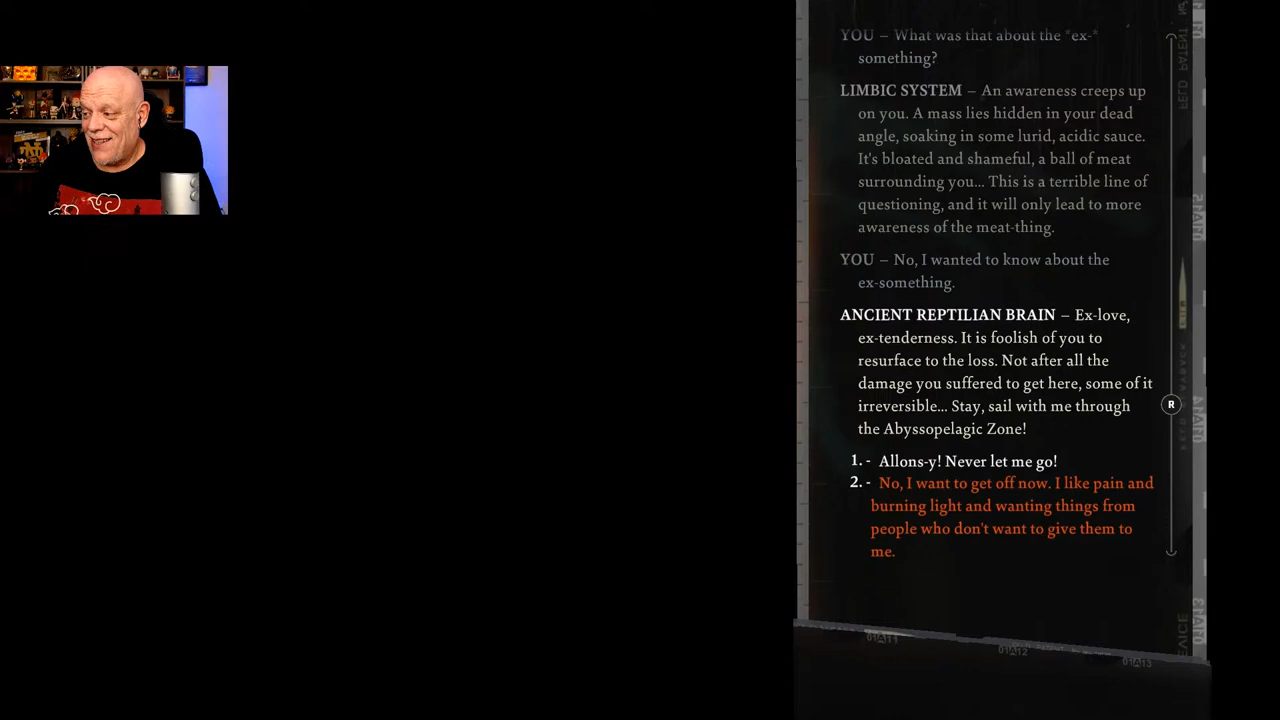 YOU – What was that about the *ex-*
something?
LIMBIC SYSTEM – An awareness creeps up
on you. A mass lies hidden in your dead
angle, soaking in some lurid, acidic sauce.
It's bloated and shameful, a ball of meat
surrounding you... This is a terrible line of
questioning, and it will only lead to more
awareness of the meat-thing.
YOU – No, I wanted to know about the
ex-something.
ANCIENT REPTILIAN BRAIN – Ex-love,
ex-tenderness. It is foolish of you to
resurface to the loss. Not after all the
damage you suffered to get here, some of it
irreversible... Stay, sail with me through
the Abyssopelagic Zone!
1. - Allons-y! Never let me go!
2. - No, I want to get off now. I like pain and
burning light and wanting things from
people who don't want to give them to
me.
R
FELD PATENT
01A11
01A12
01A13